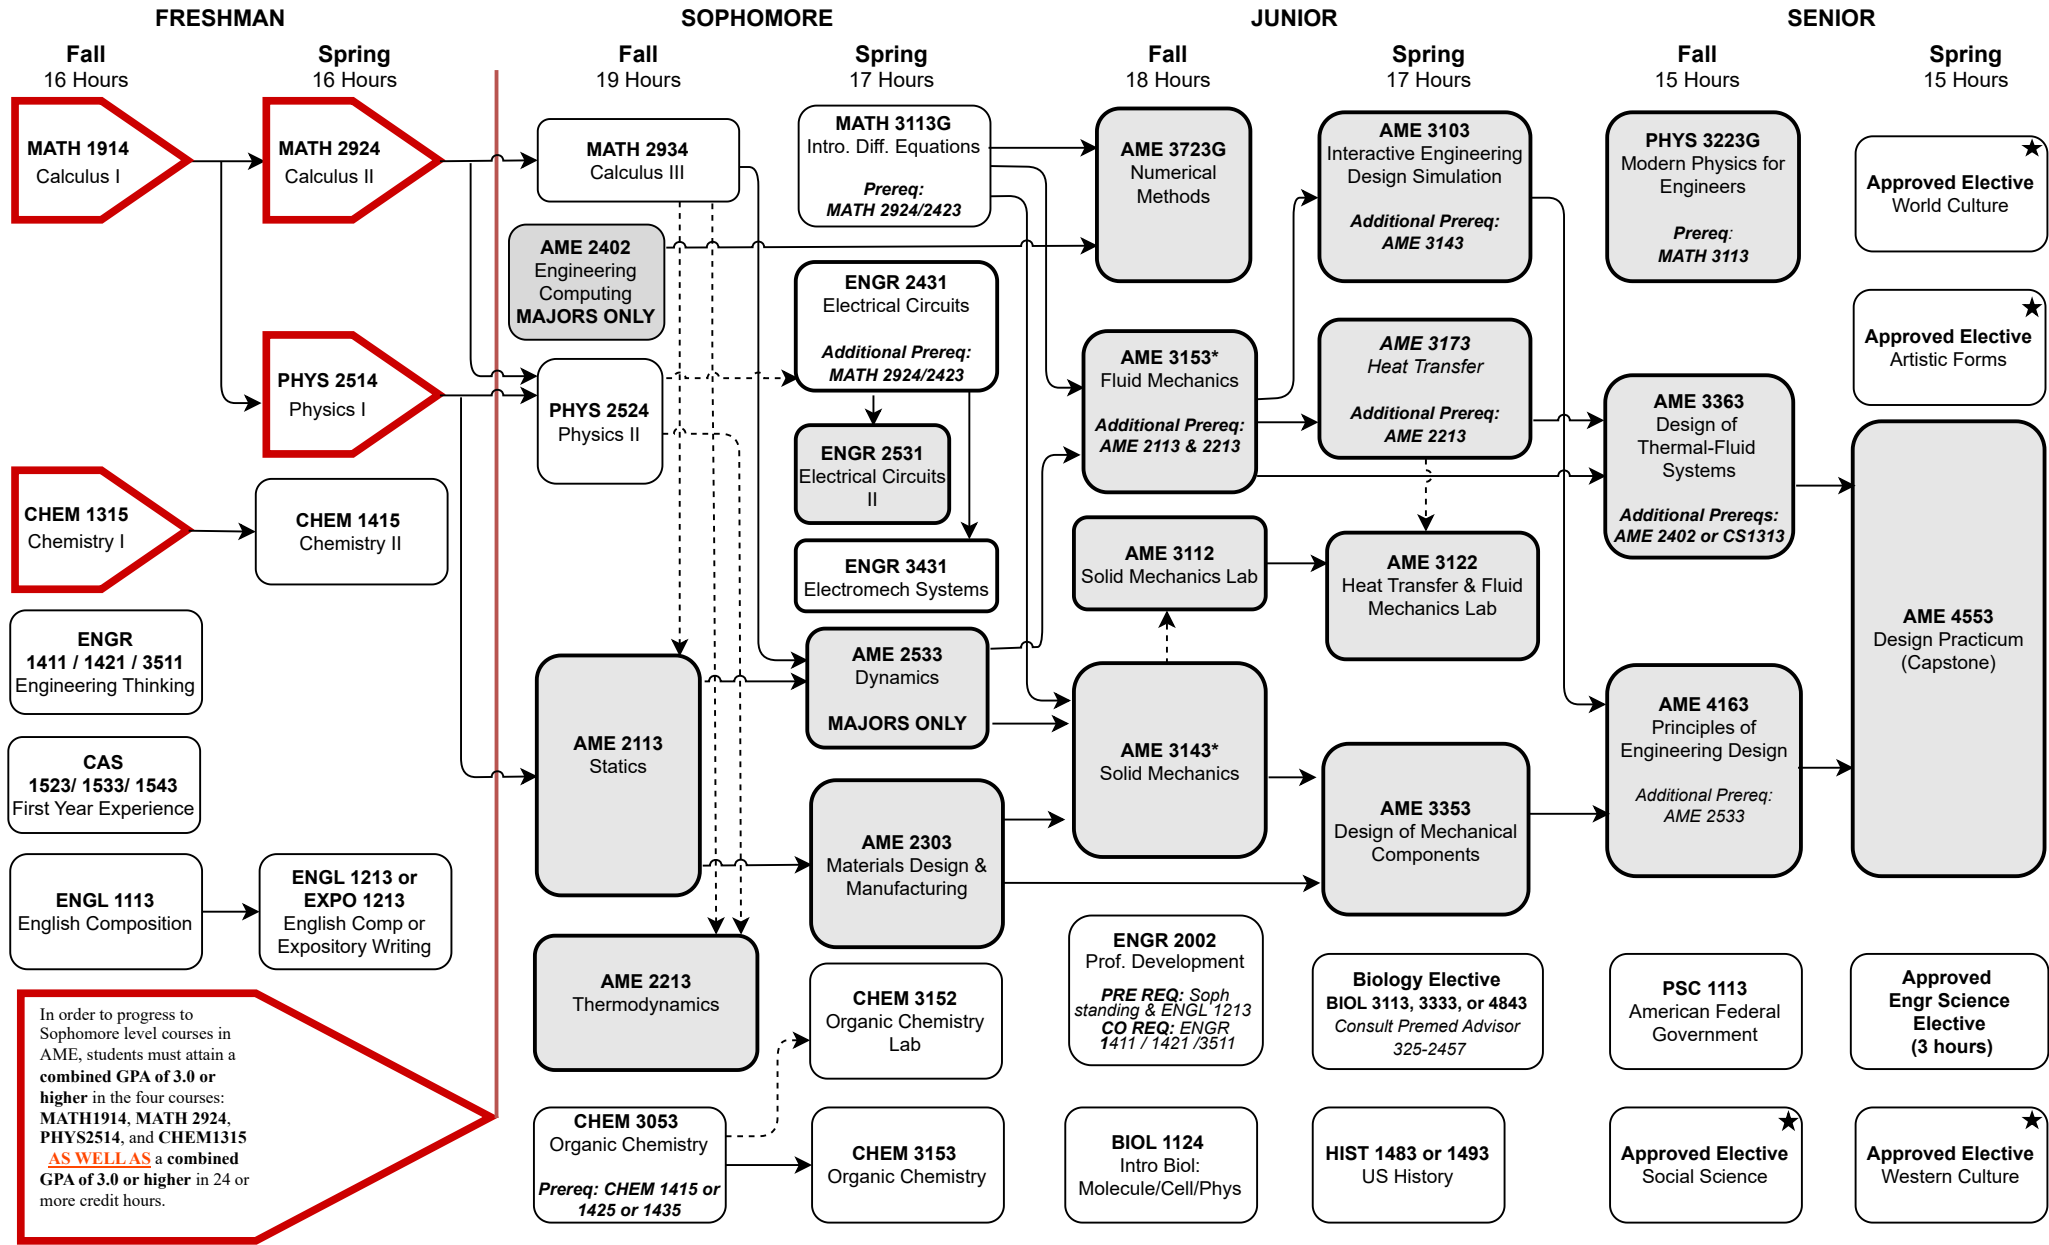 FRESHMAN
SOPHOMORE
JUNIOR
SENIOR
Fall
16 Hours
Spring
16 Hours
Fall
19 Hours
Spring
17 Hours
Fall
18 Hours
Spring
17 Hours
Fall
15 Hours
Spring
15 Hours
MATH 1914
Calculus I
CHEM 1315
Chemistry I
ENGR
1411 / 1421 / 3511
Engineering Thinking
CAS
1523/ 1533/ 1543
First Year Experience
ENGL 1113
English Composition
In order to progress to
Sophomore level courses in
AME, students must attain a
combined GPA of 3.0 or
higher in the four courses:
MATH1914, MATH 2924,
PHYS2514, and CHEM1315
AS WELL AS a combined
GPA of 3.0 or higher in 24 or
more credit hours.
MATH 2924
Calculus II
PHYS 2514
Physics I
CHEM 1415
Chemistry II
ENGL 1213 or
EXPO 1213
English Comp or
Expository Writing
MATH 2934
Calculus III
AME 2402
Engineering
Computing
MAJORS ONLY
PHYS 2524
Physics II
AME 2113
Statics
AME 2213
Thermodynamics
CHEM 3053
Organic Chemistry
Prereq: CHEM 1415 or
1425 or 1435
MATH 3113G
Intro. Diff. Equations
Prereq:
MATH 2924/2423
ENGR 2431
Electrical Circuits
Additional Prereq:
MATH 2924/2423
ENGR 2531
Electrical Circuits
II
ENGR 3431
Electromech Systems
AME 2533
Dynamics
MAJORS ONLY
AME 2303
Materials Design &
Manufacturing
CHEM 3152
Organic Chemistry
Lab
CHEM 3153
Organic Chemistry
AME 3723G
Numerical
Methods
AME 3153*
Fluid Mechanics
Additional Prereq:
AME 2113 & 2213
AME 3112
Solid Mechanics Lab
AME 3143*
Solid Mechanics
ENGR 2002
Prof. Development
PRE REQ: Soph
standing & ENGL 1213
CO REQ: ENGR
1411 / 1421 /3511
BIOL 1124
Intro Biol:
Molecule/Cell/Phys
AME 3103
Interactive Engineering
Design Simulation
Additional Prereq:
AME 3143
AME 3173
Heat Transfer
Additional Prereq:
AME 2213
AME 3122
Heat Transfer & Fluid
Mechanics Lab
AME 3353
Design of Mechanical
Components
Biology Elective
BIOL 3113, 3333, or 4843
Consult Premed Advisor
325-2457
HIST 1483 or 1493
US History
PHYS 3223G
Modern Physics for
Engineers
Prereq:
MATH 3113
AME 3363
Design of
Thermal-Fluid
Systems
Additional Prereqs:
AME 2402 or CS1313
AME 4163
Principles of
Engineering Design
Additional Prereq:
AME 2533
PSC 1113
American Federal
Government
Approved Elective
Social Science
Approved Elective
World Culture
Approved Elective
Artistic Forms
AME 4553
Design Practicum
(Capstone)
Approved
Engr Science
Elective
(3 hours)
Approved Elective
Western Culture